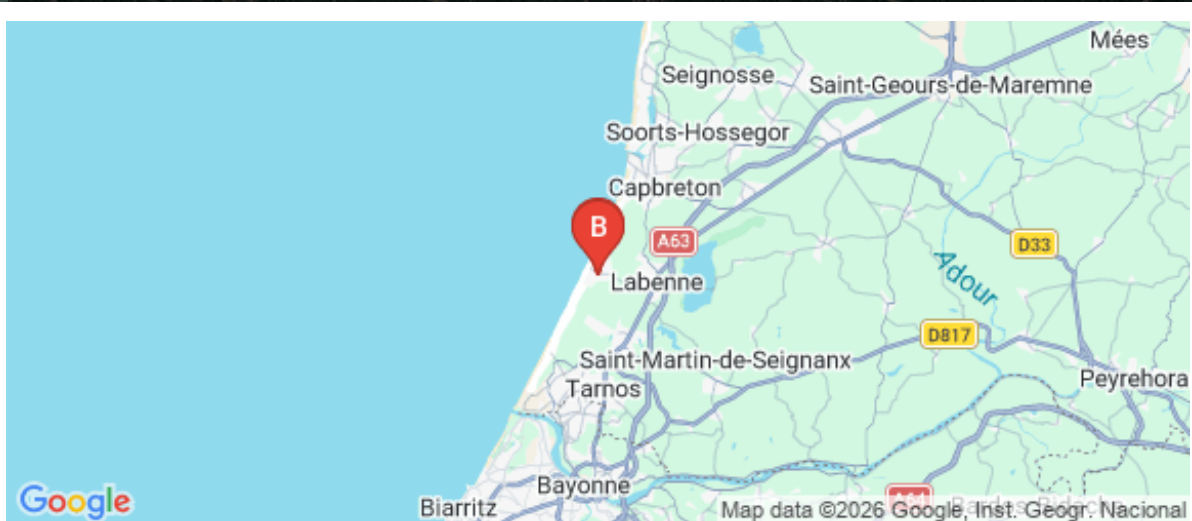 Mées
Seignosse
Saint-Geours-de-Maremne
Soorts-Hossegor
Capbreton
B
A63
D33
Labenne
Adour
D817
Saint-Martin-de-Seignanx
Peyrehora
Tarnos
Bayonne
Biarritz
A64
Google
Map data ©2026 Google, Inst. Geogr. Nacional